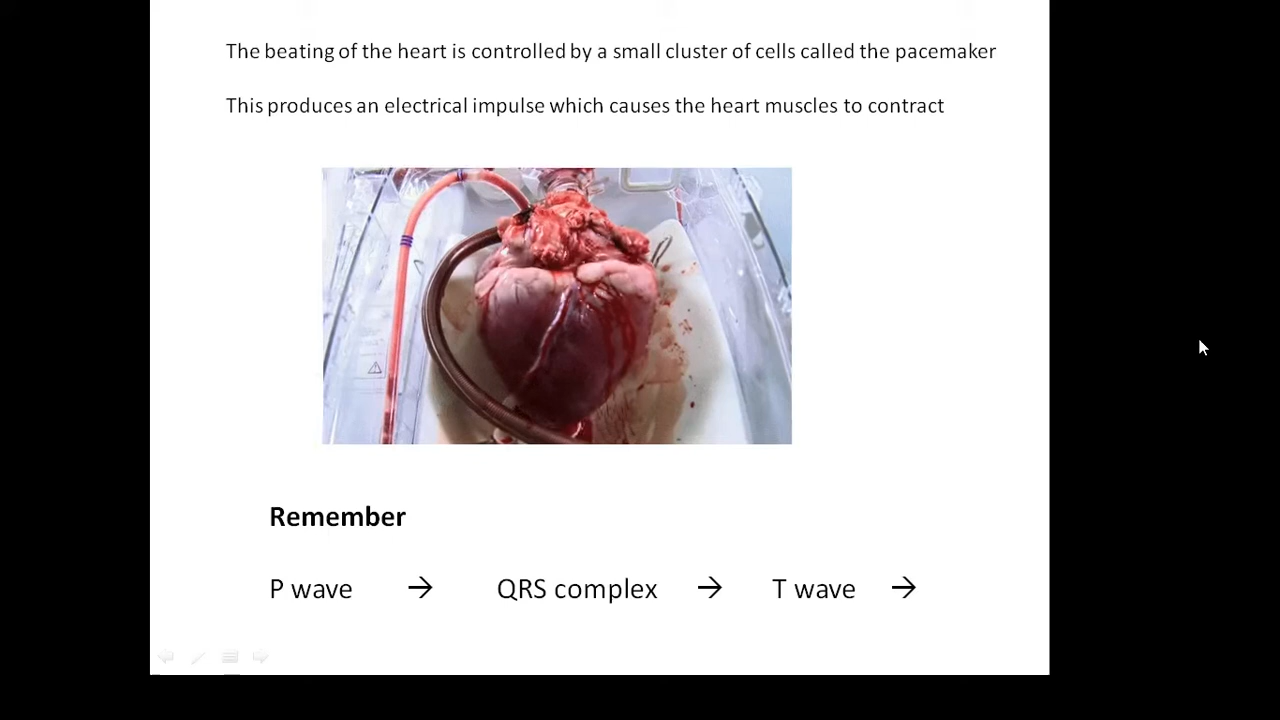 The beating of the heart is controlled by a small cluster of cells called the pacemaker
This produces an electrical impulse which causes the heart muscles to contract
Remember
P wave → QRS complex → T wave →